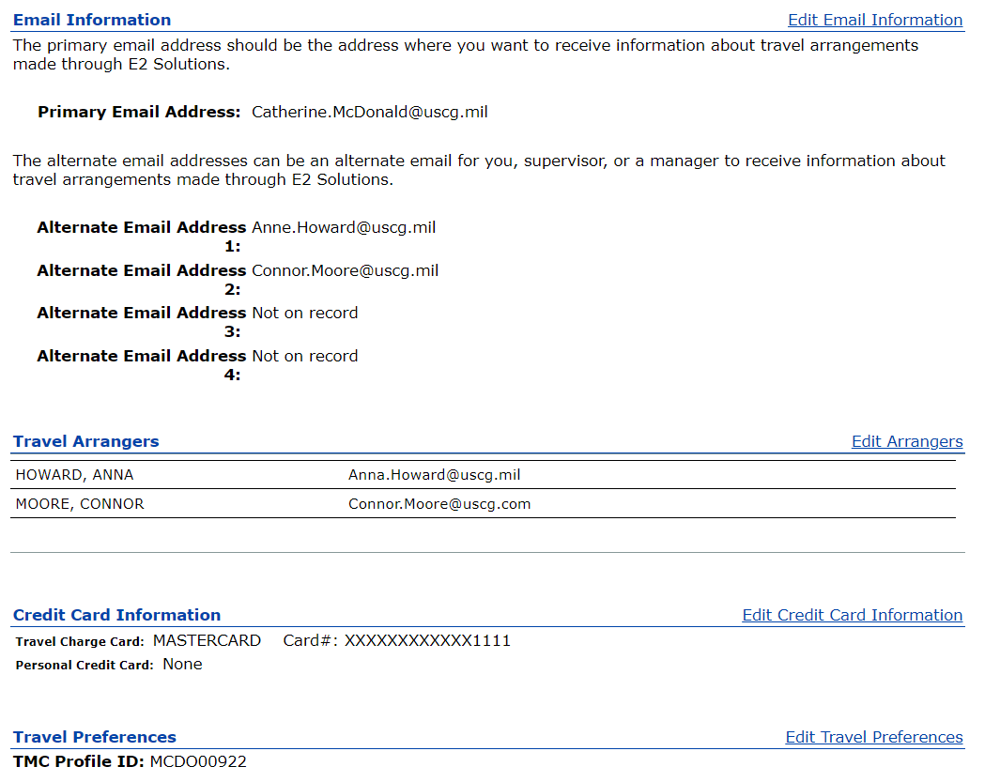 Email Information Edit Email Information
The primary email address should be the address where you want to receive information about travel arrangements
made through E2 Solutions.
Primary Email Address: Catherine.McDonald@uscg.mil
The alternate email addresses can be an alternate email for you, supervisor, or a manager to receive information about
travel arrangements made through E2 Solutions.
Alternate Email Address Anne.Howard@uscg.mil
1:
Alternate Email Address Connor.Moore@uscg.mil
2:
Alternate Email Address Not on record
3:
Alternate Email Address Not on record
4:
Travel Arrangers Edit Arrangers
HOWARD, ANNA Anna.Howard@uscg.mil
MOORE, CONNOR Connor.Moore@uscg.com
Credit Card Information Edit Credit Card Information
Travel Charge Card: MASTERCARD Card#: XXXXXXXXXXXX1111
Personal Credit Card: None
Travel Preferences Edit Travel Preferences
TMC Profile ID: MCDO00922